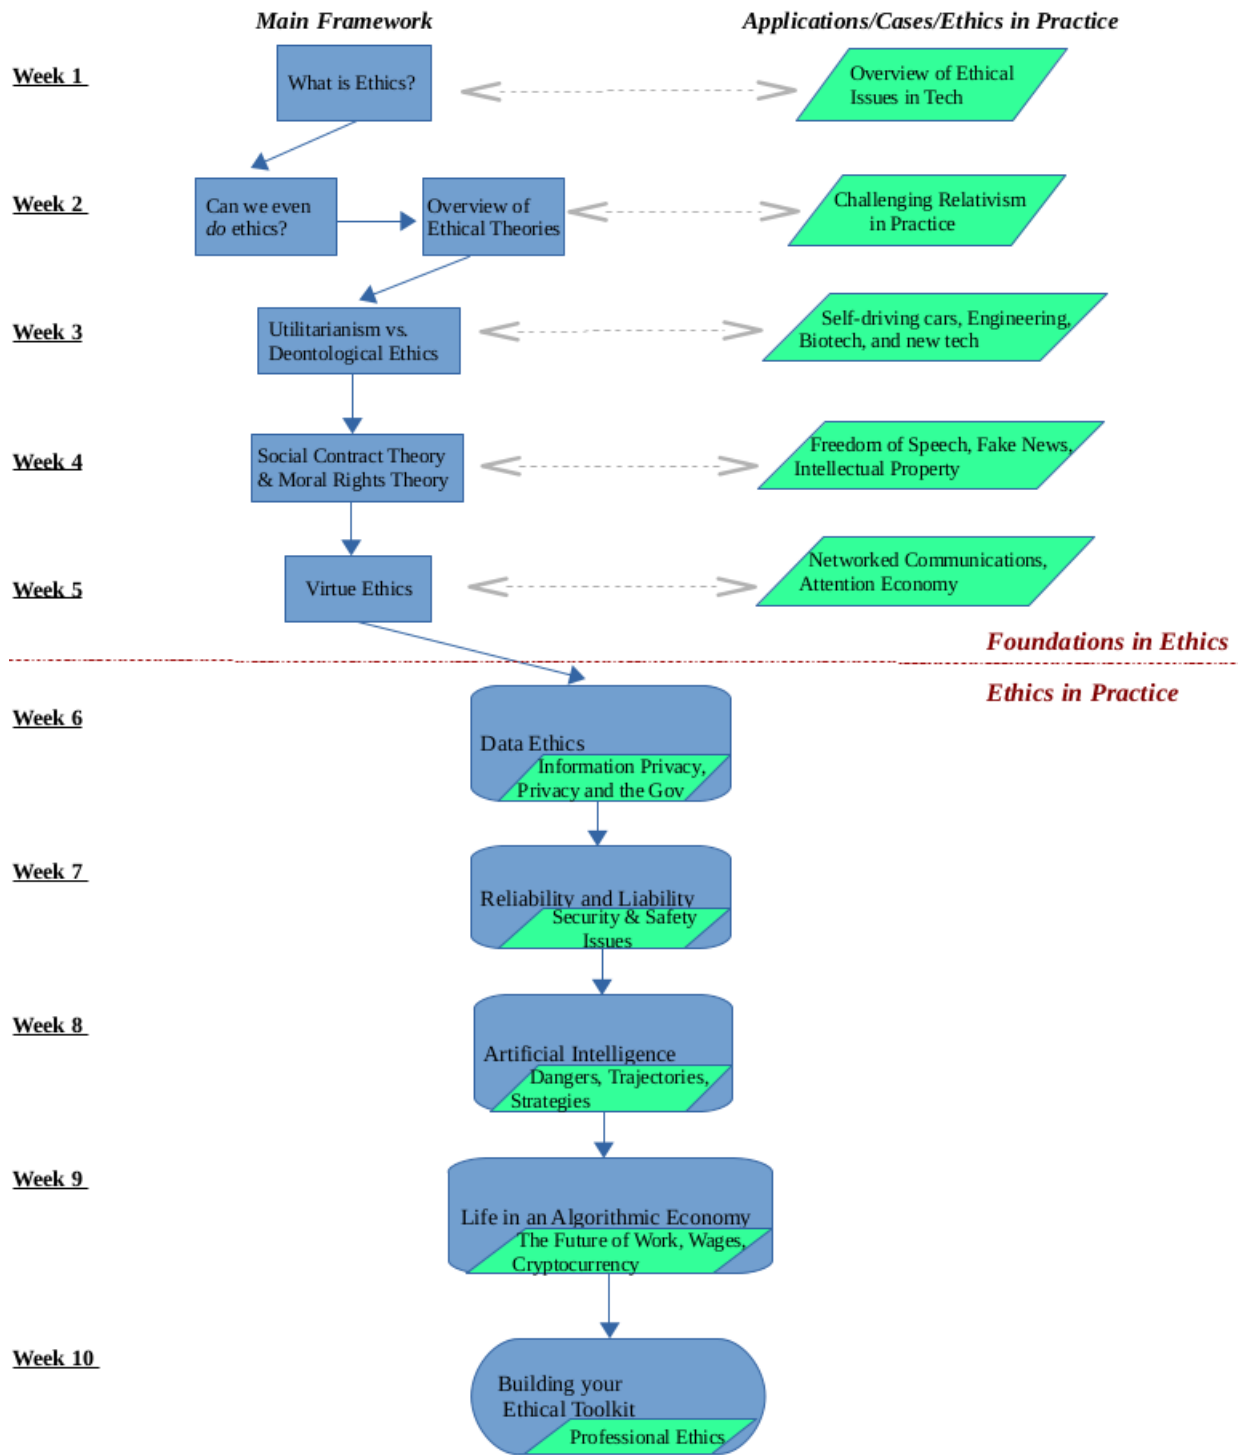 Main Framework
Applications/Cases/Ethics in Practice
Week 1
What is Ethics?
Overview of Ethical
Issues in Tech
Week 2
Can we even
do ethics?
Overview of
Ethical Theories
Challenging Relativism
in Practice
Week 3
Utilitarianism vs.
Deontological Ethics
Self-driving cars, Engineering,
Biotech, and new tech
Week 4
Social Contract Theory
& Moral Rights Theory
Freedom of Speech, Fake News,
Intellectual Property
Week 5
Virtue Ethics
Networked Communications,
Attention Economy
Foundations in Ethics
Ethics in Practice
Week 6
Data Ethics
Information Privacy,
Privacy and the Gov
Week 7
Reliability and Liability
Security & Safety
Issues
Week 8
Artificial Intelligence
Dangers, Trajectories,
Strategies
Week 9
Life in an Algorithmic Economy
The Future of Work, Wages,
Cryptocurrency
Week 10
Building your
Ethical Toolkit
Professional Ethics